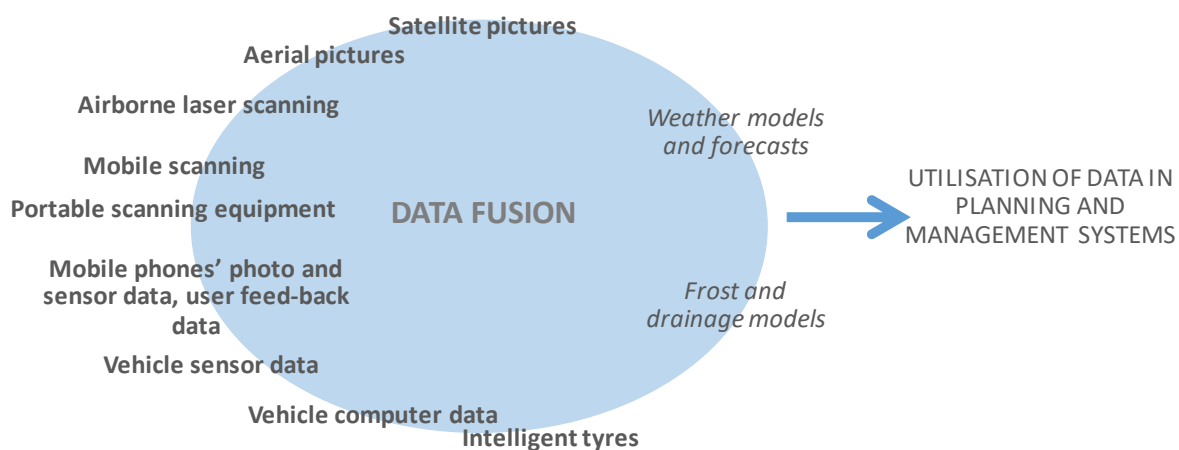 Satellite pictures
Aerial pictures
Airborne laser scanning
Mobile scanning
Portable scanning equipment
Mobile phones’ photo and
sensor data, user feed-back
data
Vehicle sensor data
Vehicle computer data
Intelligent tyres
DATA FUSION
Weather models
and forecasts
Frost and
drainage models
UTILISATION OF DATA IN
PLANNING AND
MANAGEMENT SYSTEMS